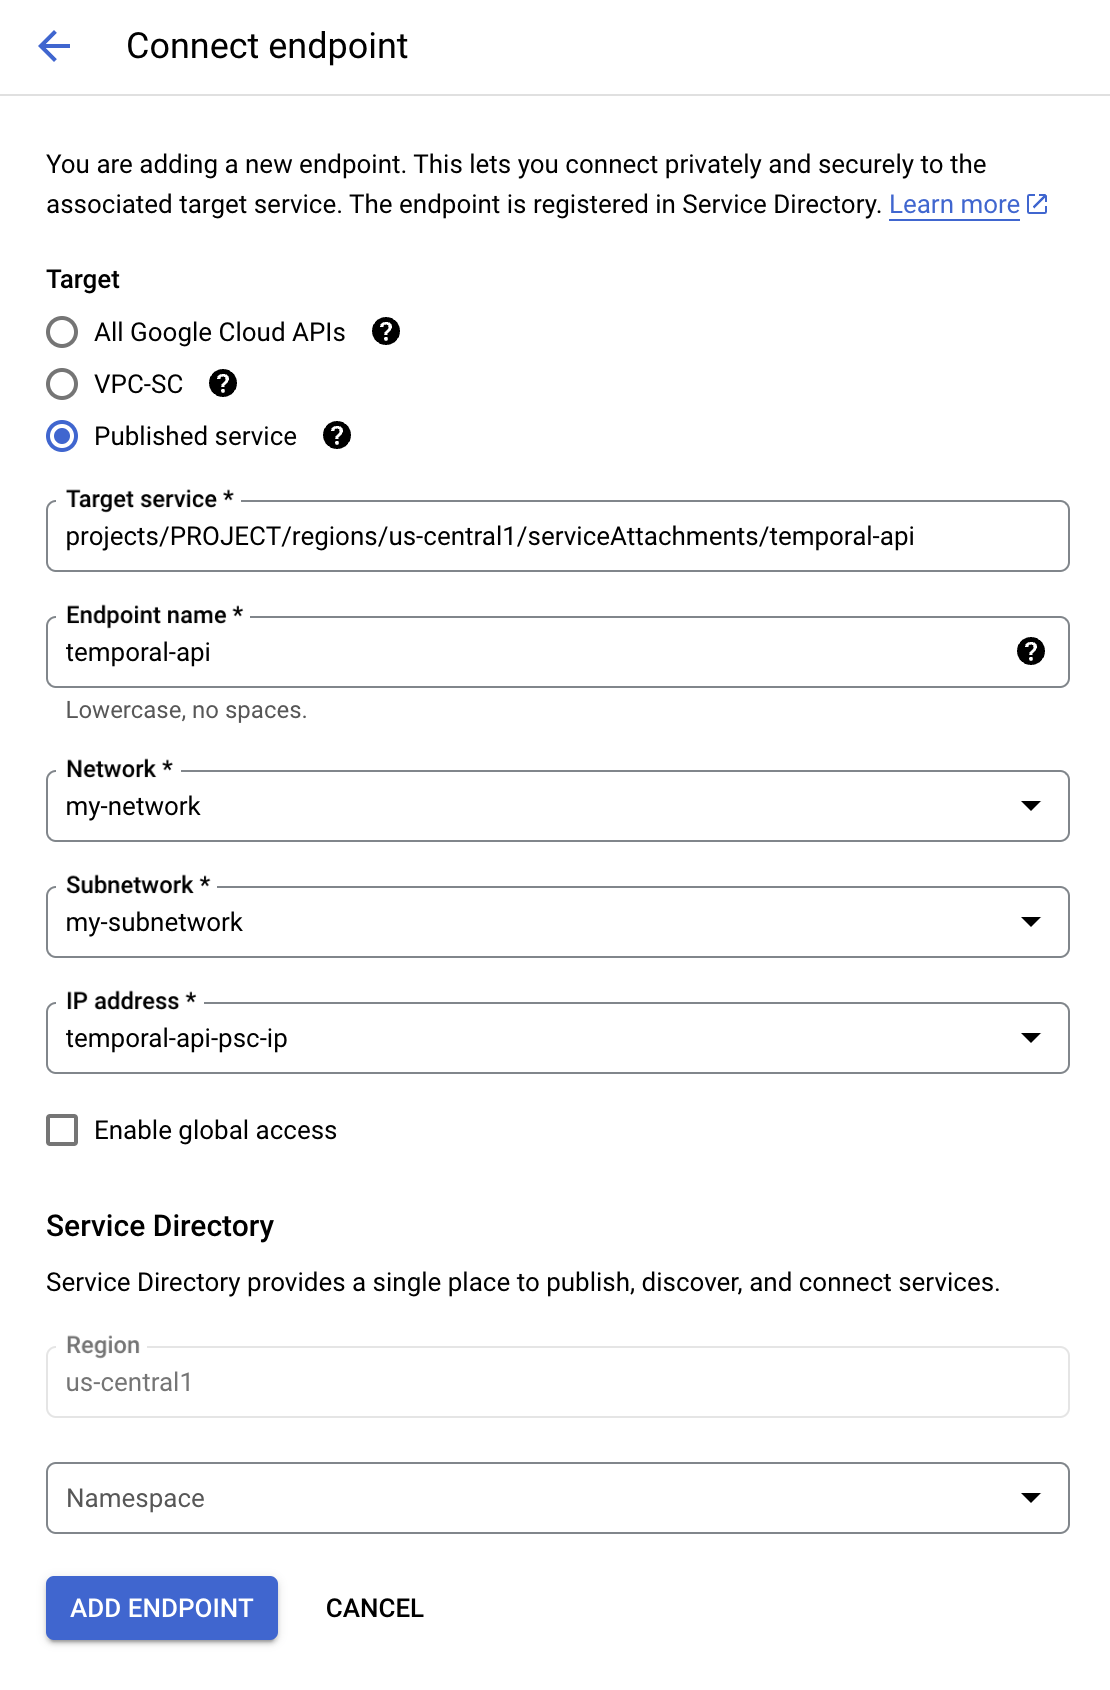 Connect endpoint
You are adding a new endpoint. This lets you connect privately and securely to the
associated target service. The endpoint is registered in Service Directory. Learn more
Target
All Google Cloud APIs
VPC-SC
Published service
Target service *
projects/PROJECT/regions/us-central1/serviceAttachments/temporal-api
Endpoint name *
temporal-api
Lowercase, no spaces.
Network *
my-network
Subnetwork *
my-subnetwork
IP address *
temporal-api-psc-ip
Enable global access
Service Directory
Service Directory provides a single place to publish, discover, and connect services.
Region
us-central1
Namespace
ADD ENDPOINT CANCEL